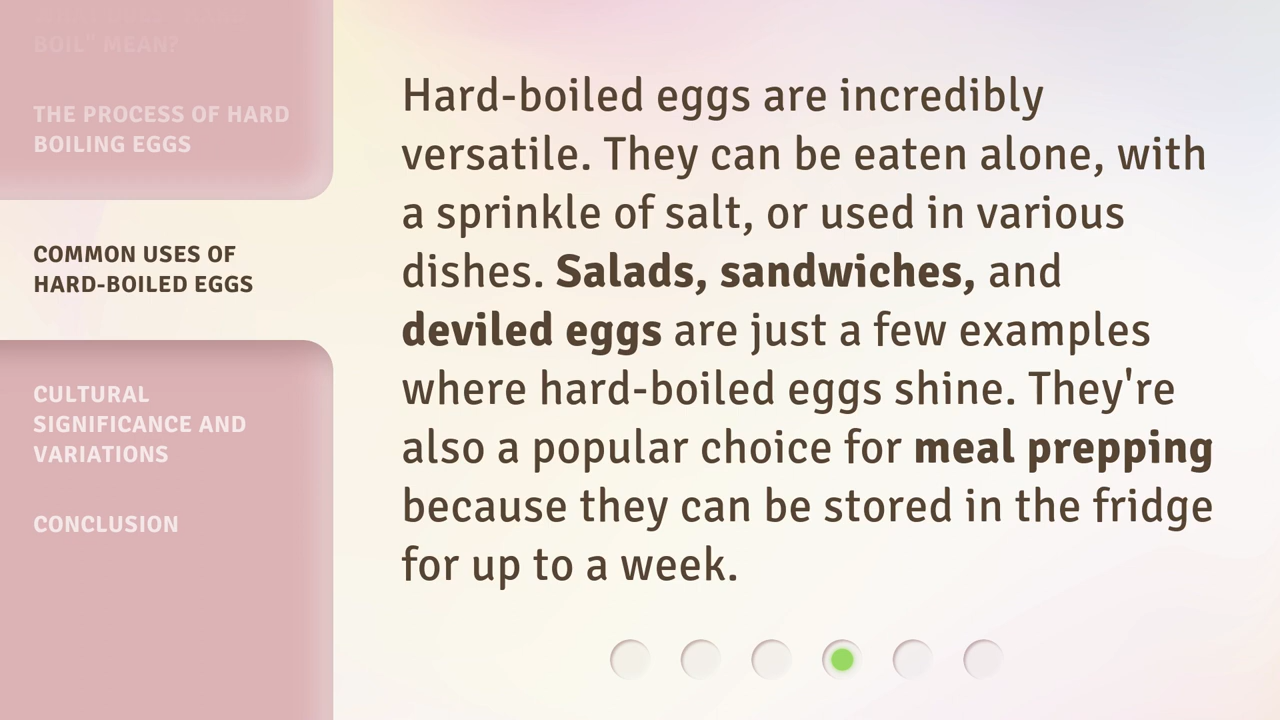 BOIL" MEAN?
THE PROCESS OF HARD
BOILING EGGS
COMMON USES OF
HARD-BOILED EGGS
CULTURAL
SIGNIFICANCE AND
VARIATIONS
CONCLUSION
Hard-boiled eggs are incredibly
versatile. They can be eaten alone, with
a sprinkle of salt, or used in various
dishes. Salads, sandwiches, and
deviled eggs are just a few examples
where hard-boiled eggs shine. They're
also a popular choice for meal prepping
because they can be stored in the fridge
for up to a week.